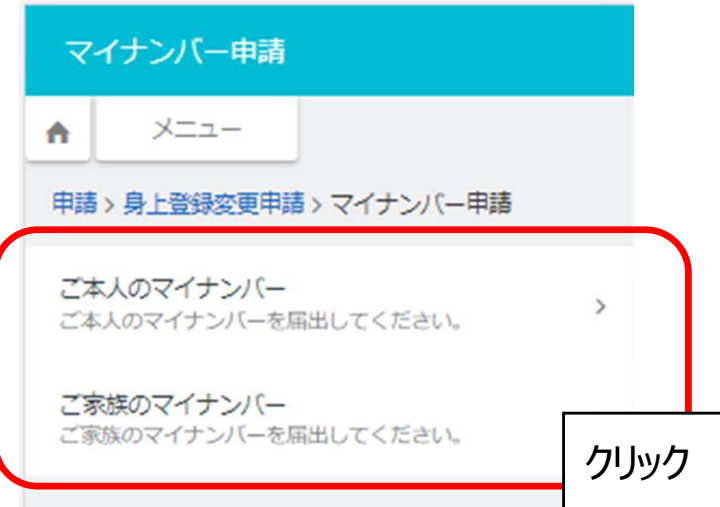 マイナンバー申請
メニュー
申請 > 身上登録変更申請 > マイナンバー申請
ご本人のマイナンバー
ご本人のマイナンバーを届出してください。
ご家族のマイナンバー
ご家族のマイナンバーを届出してください。
クリック